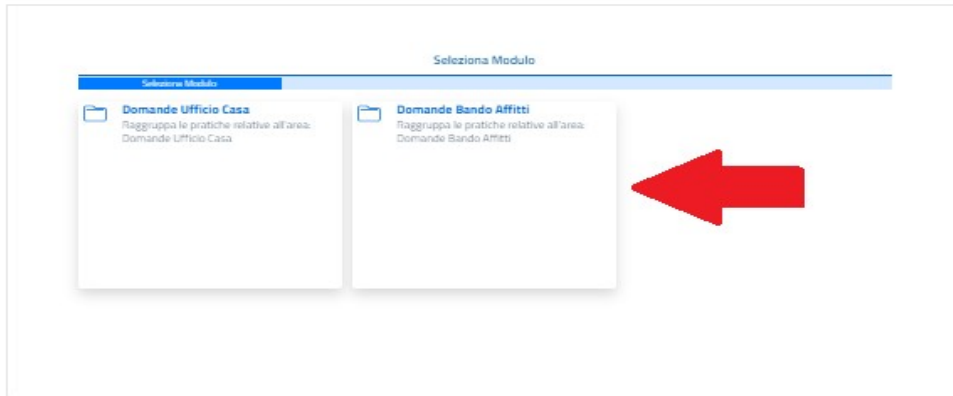 Seleziona Modulo
Seleziona Modulo
Domande Ufficio Casa
Raggruppa le pratiche relative all'area:
Domande Ufficio Casa
Domande Bando Affitti
Raggruppa le pratiche relative all'area:
Domande Bando Affitti